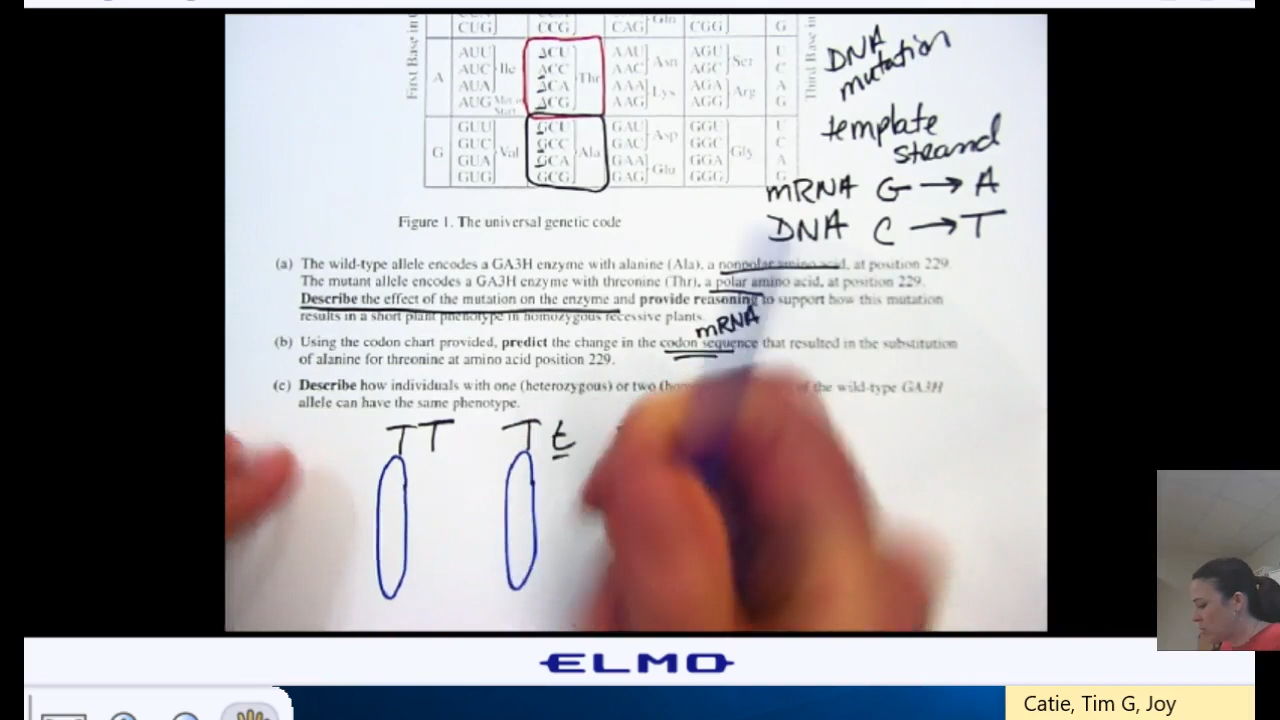 CUG CCG CAG Gln CGG G
First Base in
A
AUU AUC AUA AUG Ile
ACU ACC ACA ACG Thr
AAU AAC Asn AAA AAG Lys
AGU AGC Ser AGA AGG Arg
U C A G
Third Base in
G
GUU GUC GUA GUG Val
GCU GCC GCA GCG Ala
GAU GAC Asp GAA GAG Glu
GGU GGC GGA GGG Gly
U C A G
DNA
mutation
template
strand
mRNA G → A
DNA C → T
Figure 1. The universal genetic code
(a) The wild-type allele encodes a GA3H enzyme with alanine (Ala), a nonpolar amino acid, at position 229.
The mutant allele encodes a GA3H enzyme with threonine (Thr), a polar amino acid, at position 229.
Describe the effect of the mutation on the enzyme and provide reasoning to support how this mutation
results in a short plant phenotype in homozygous recessive plants.
mRNA
(b) Using the codon chart provided, predict the change in the codon sequence that resulted in the substitution
of alanine for threonine at amino acid position 229.
(c) Describe how individuals with one (heterozygous) or two of the wild-type GA3H
allele can have the same phenotype.
TT Tt
ELMO
Catie, Tim G, Joy